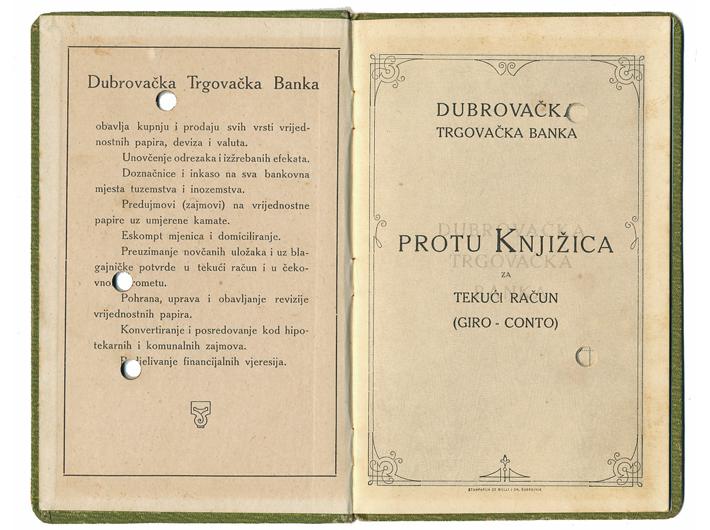 Dubrovačka Trgovačka Banka
obavlja kupnju i prodaju svih vrsti vrijed-
nostnih papira, deviza i valuta.
Unovčenje odrezaka i izžrebanih efekata.
Doznačnice i inkaso na sva bankovna
mjesta tuzemstva i inozemstva.
Predujmovi (zajmovi) na vrijednostne
papire uz umjerene kamate.
Eskompt mjenica i domiciliranje.
Preuzimanje novčanih uložaka i uz bla-
gajničke potvrde u tekući račun i u čeko-
Pohrana, uprava i obavljanje revizije
vrijednostnih papira.
Konvertiranje i posredovanje kod hipo-
tekarnih i komunalnih zajmova.
financijalnih vjeresija.
DUBROVAČKA
TRGOVAČKA BANKA
DUBROVAČKA
PROTU KNJIŽICA
TRGOVAČKA
ZA
BANKA
TEKUĆI RAČUN
(GIRO - CONTO)